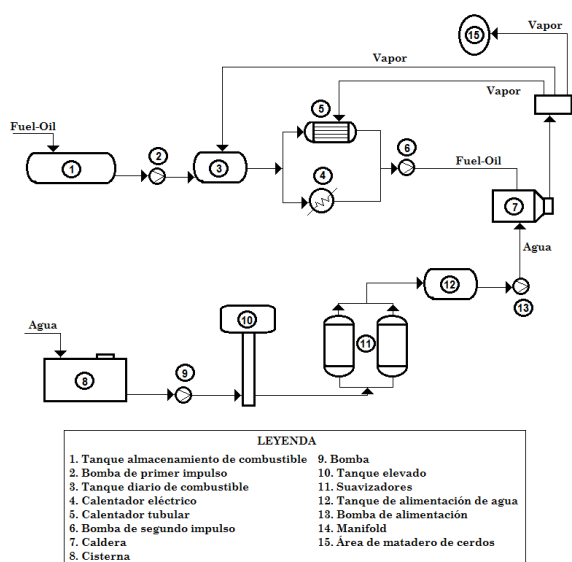 15
Vapor
Vapor
Vapor
5
Fuel-Oil
2
6
1
3
Fuel-Oil
4
7
Agua
12
13
10
Agua
11
9
8
LEYENDA
1. Tanque almacenamiento de combustible
2. Bomba de primer impulso
3. Tanque diario de combustible
4. Calentador eléctrico
5. Calentador tubular
6. Bomba de segundo impulso
7. Caldera
8. Cisterna
9. Bomba
10. Tanque elevado
11. Suavizadores
12. Tanque de alimentación de agua
13. Bomba de alimentación
14. Manifold
15. Área de matadero de cerdos